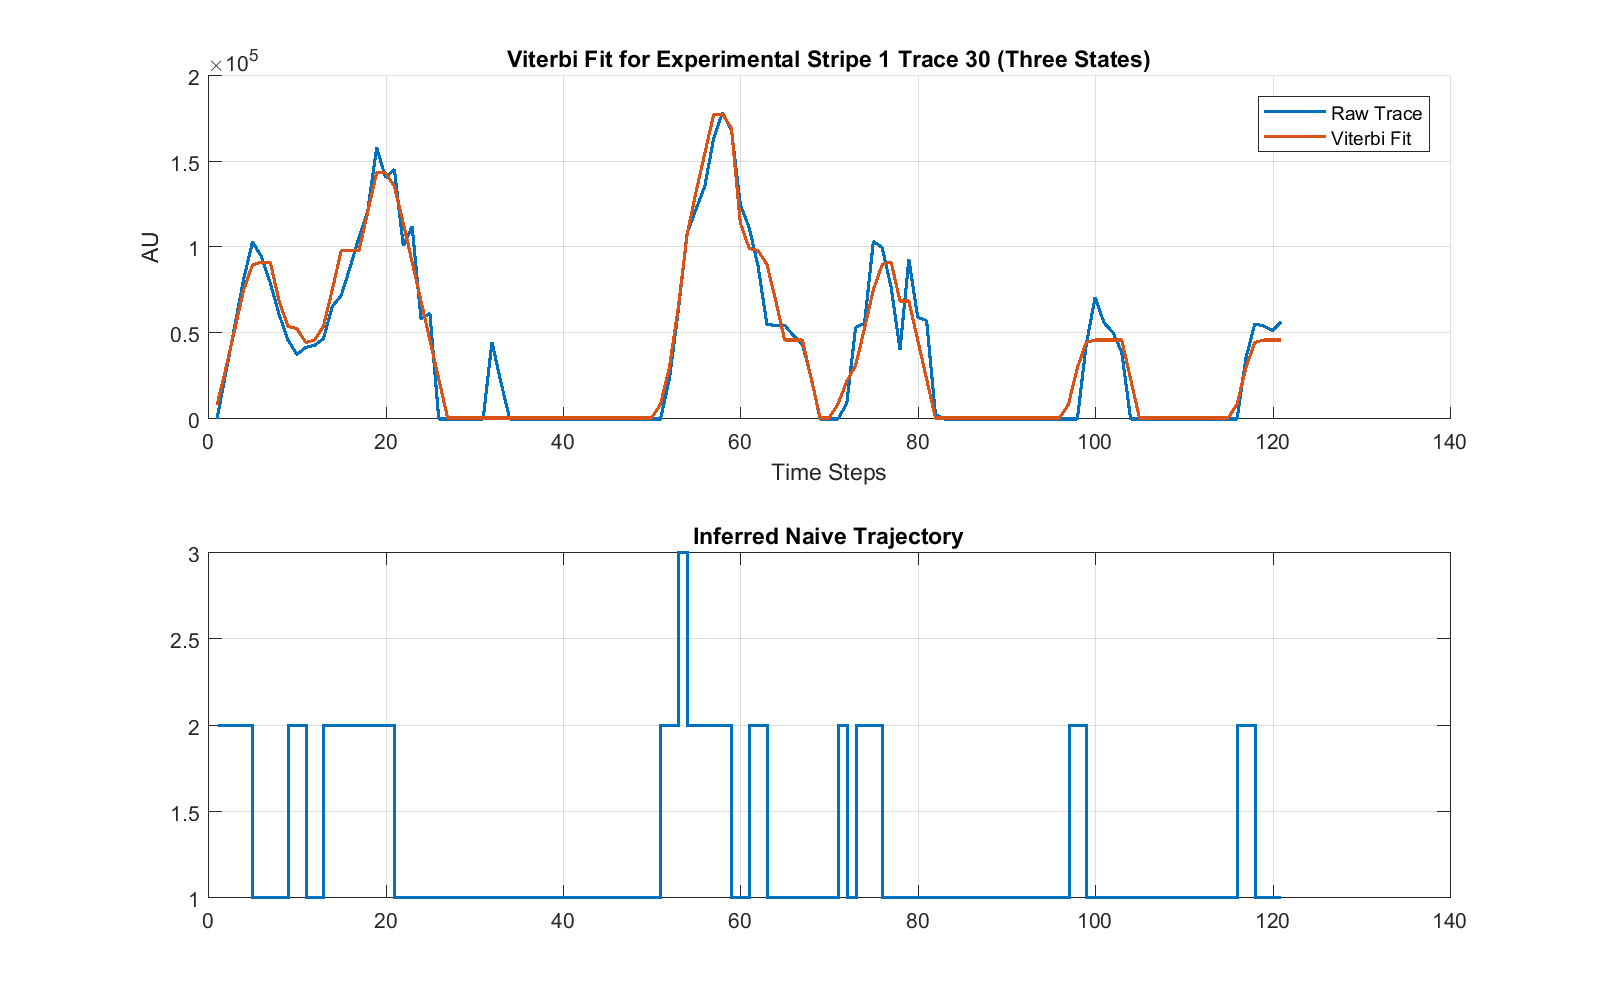 Viterbi Fit for Experimental Stripe 1 Trace 30 (Three States)
×10^5
2
1.5
1
0.5
0
AU
Raw Trace
Viterbi Fit
0 20 40 60 80 100 120 140
Time Steps
Inferred Naive Trajectory
3
2.5
2
1.5
1
0 20 40 60 80 100 120 140